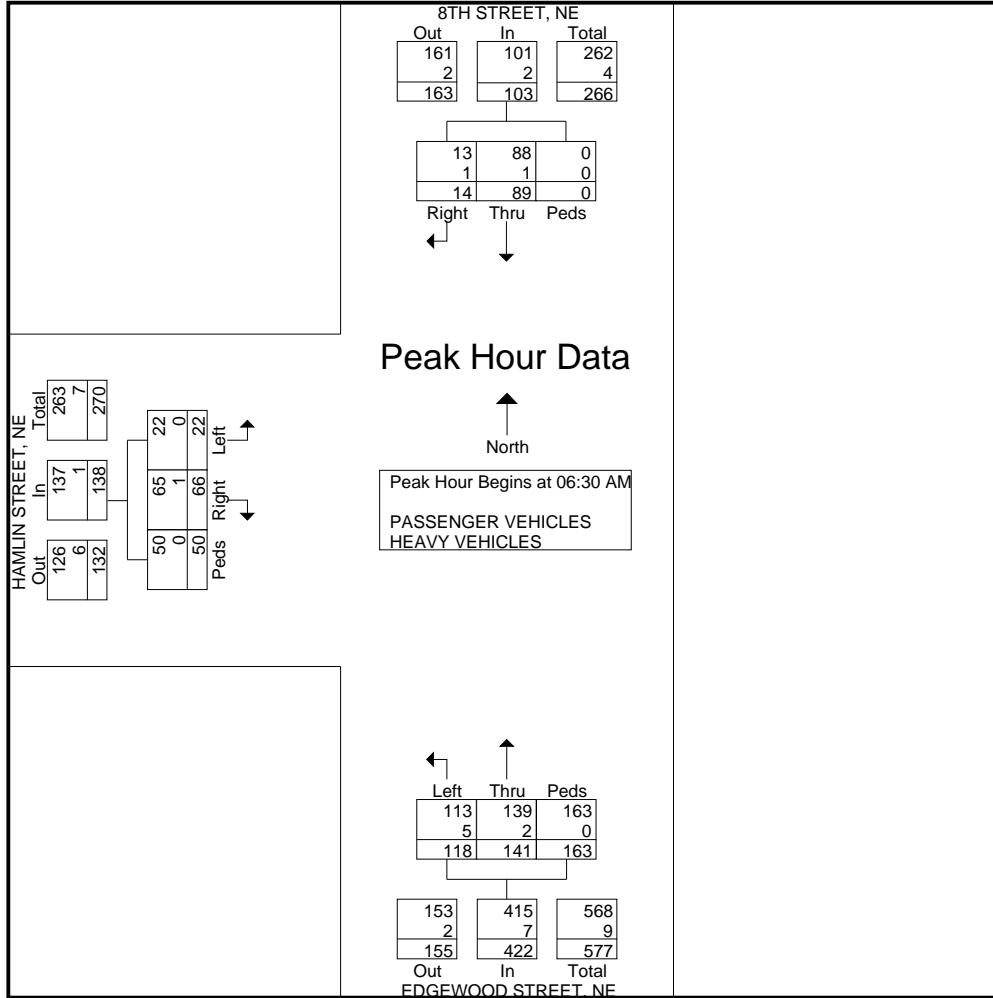 8TH STREET, NE
Out In Total
161 101 262
2 2 4
163 103 266
13 88 0
1 1 0
14 89 0
Right Thru Peds
Peak Hour Data
North
Peak Hour Begins at 06:30 AM
PASSENGER VEHICLES
HEAVY VEHICLES
HAMLIN STREET, NE
Out In Total
126 137 263
6 1 7
132 138 270
50 65 22
0 1 0
50 66 22
Peds Right Left
Left Thru Peds
113 139 163
5 2 0
118 141 163
153 415 568
2 7 9
155 422 577
Out In Total
EDGEWOOD STREET, NE